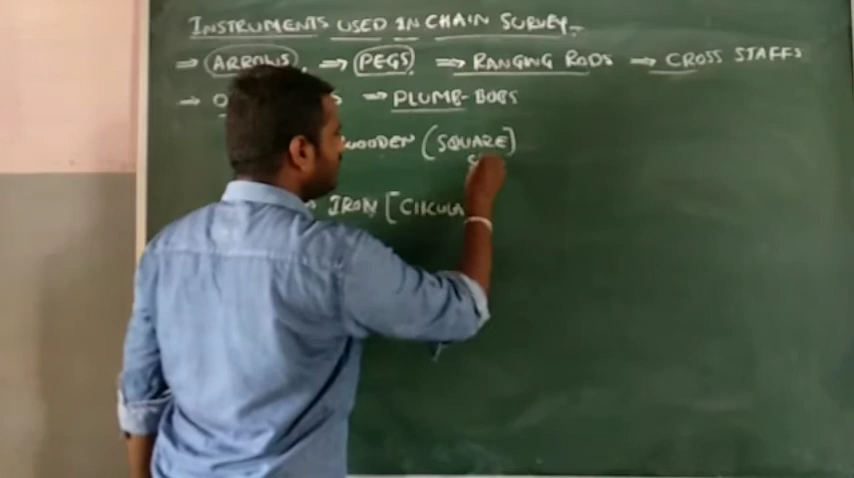 INSTRUMENTS USED IN CHAIN SURVEY.
⇒ ARROWS. ⇒ PEGS ⇒ RANGING RODS → CROSS STAFFS
→ ⇒ PLUMB-BOBS
WOODEN (SQUARE)
IRON [CIRCULA